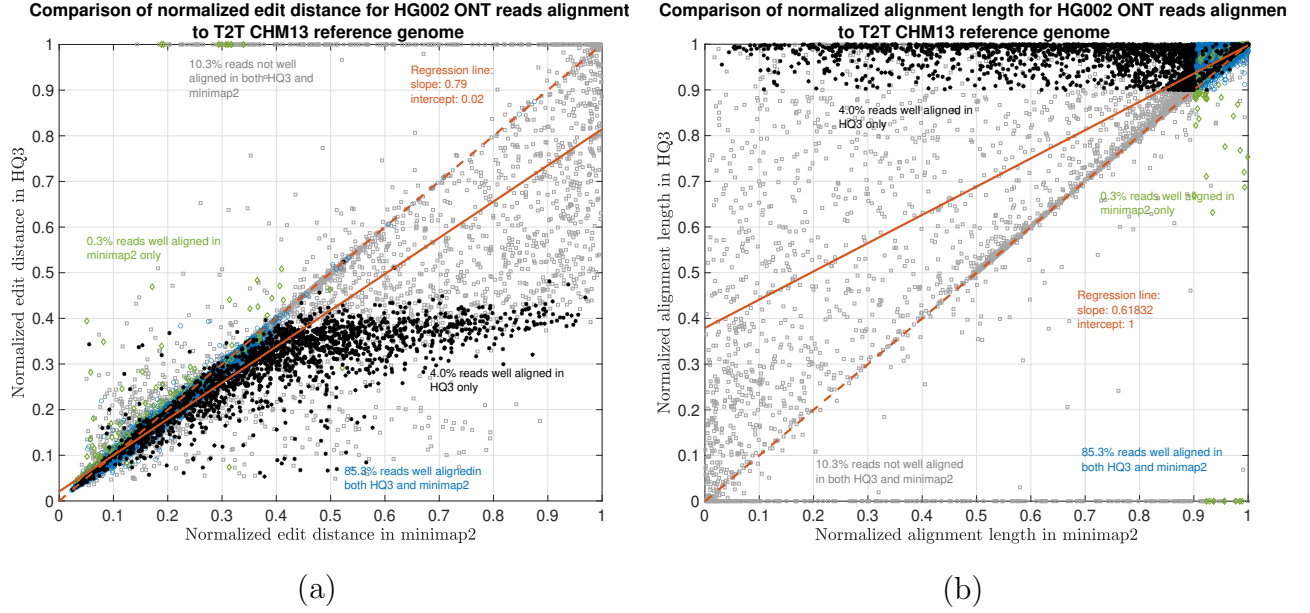 Comparison of normalized edit distance for HG002 ONT reads alignment
to T2T CHM13 reference genome
1
0.9
0.8
0.7
0.6
0.5
0.4
0.3
0.2
0.1
0
Normalized edit distance in HQ3
10.3% reads not well
aligned in both HQ3 and
minimap2
Regression line:
slope: 0.79
intercept: 0.02
0.3% reads well aligned in
minimap2 only
4.0% reads well aligned in
HQ3 only
85.3% reads well alignedin
both HQ3 and minimap2
0 0.1 0.2 0.3 0.4 0.5 0.6 0.7 0.8 0.9 1
Normalized edit distance in minimap2
(a)
Comparison of normalized alignment length for HG002 ONT reads alignmen
to T2T CHM13 reference genome
1
0.9
0.8
0.7
0.6
0.5
0.4
0.3
0.2
0.1
0
Normalized alignment length in HQ3
4.0% reads well aligned in
HQ3 only
0.3% reads well aligned in
minimap2 only
Regression line:
slope: 0.61832
intercept: 1
10.3% reads not well aligned
in both HQ3 and minimap2
85.3% reads well aligned in
both HQ3 and minimap2
0 0.1 0.2 0.3 0.4 0.5 0.6 0.7 0.8 0.9 1
Normalized alignment length in minimap2
(b)